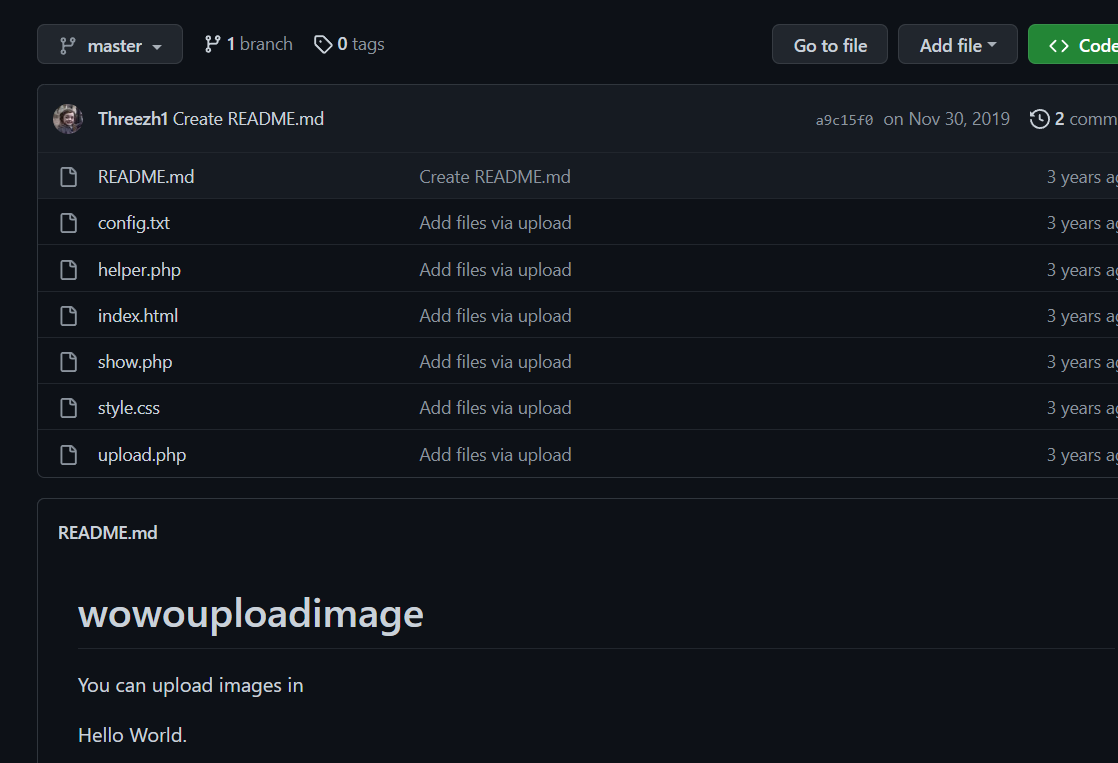 master 1 branch 0 tags Go to file Add file Code
Threezh1 Create README.md a9c15f0 on Nov 30, 2019 2 comm
README.md Create README.md 3 years ag
config.txt Add files via upload 3 years ag
helper.php Add files via upload 3 years ag
index.html Add files via upload 3 years ag
show.php Add files via upload 3 years ag
style.css Add files via upload 3 years ag
upload.php Add files via upload 3 years ag
README.md
wowouploadimage
You can upload images in
Hello World.